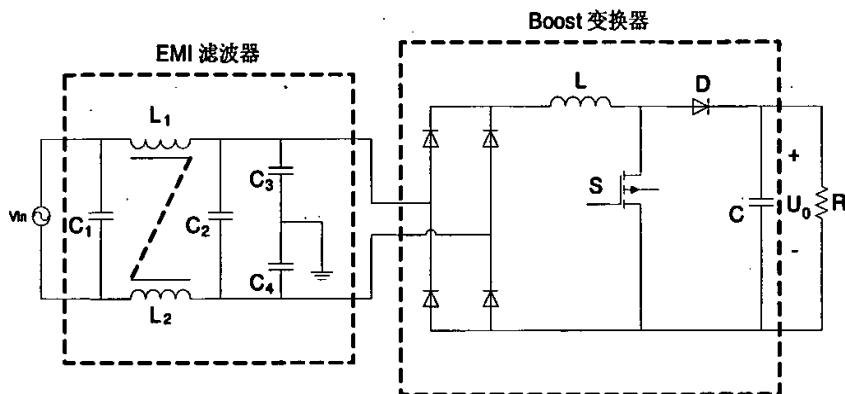 Boost 变换器
EMI 滤波器
L D
L₁
C₃
S
+
Vin
C₁ C₂ C U₀ R
-
C₄
L₂